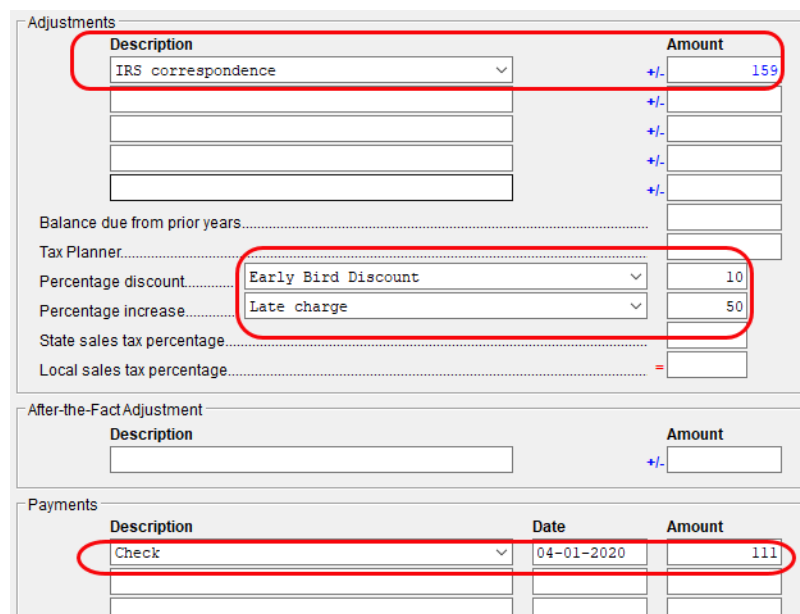 Adjustments
Description Amount
IRS correspondence +/- 159
+/-
+/-
+/-
+/-
Balance due from prior years
Tax Planner
Percentage discount Early Bird Discount 10
Percentage increase Late charge 50
State sales tax percentage
Local sales tax percentage =
After-the-Fact Adjustment
Description Amount
+/-
Payments
Description Date Amount
Check 04-01-2020 111